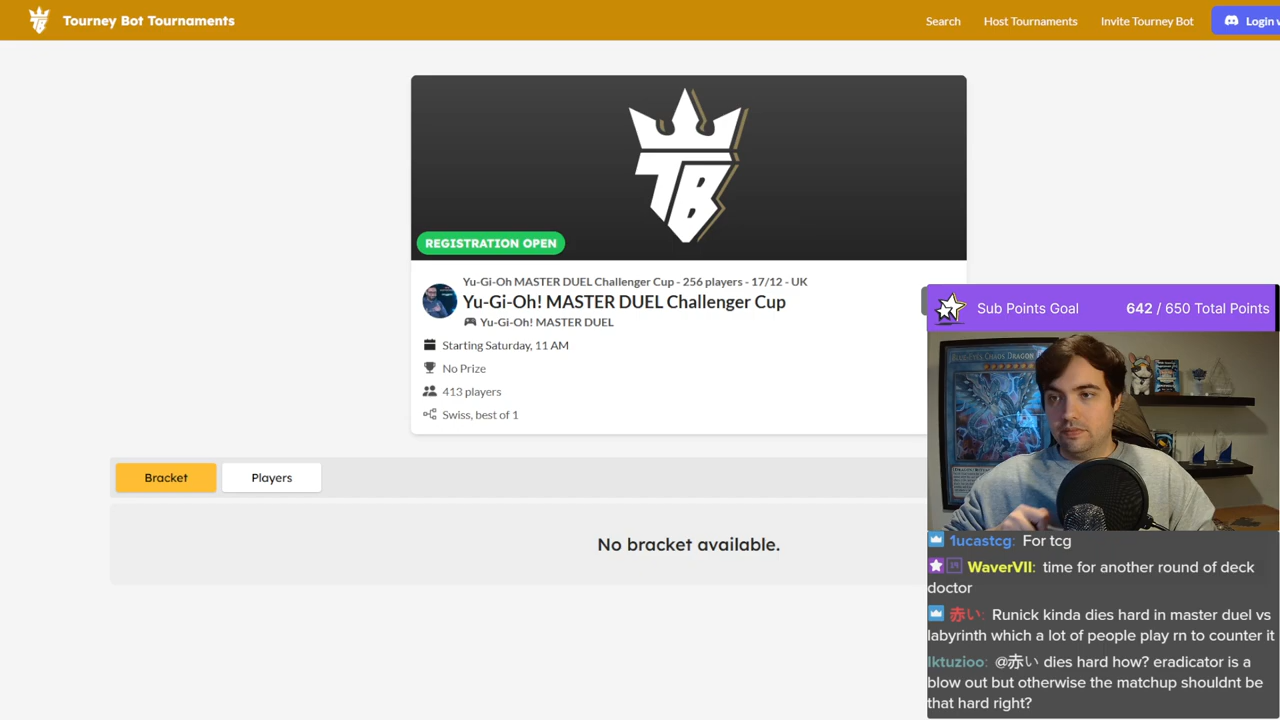 Tourney Bot Tournaments
Search
Host Tournaments
Invite Tourney Bot
Login
TB
REGISTRATION OPEN
Yu-Gi-Oh MASTER DUEL Challenger Cup - 256 players - 17/12 - UK
Yu-Gi-Oh! MASTER DUEL Challenger Cup
Yu-Gi-Oh! MASTER DUEL
Starting Saturday, 11 AM
No Prize
413 players
Swiss, best of 1
Bracket
Players
No bracket available.
Sub Points Goal
642 / 650 Total Points
1ucastcg: For tcg
WaverVII: time for another round of deck
doctor
赤い: Runick kinda dies hard in master duel vs
labyrinth which a lot of people play rn to counter it
lktuzioo: @赤い dies hard how? eradicator is a
blow out but otherwise the matchup shouldnt be
that hard right?